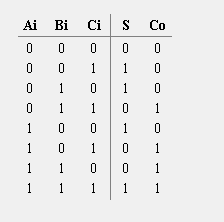 Ai Bi Ci S Co
0 0 0 0 0
0 0 1 1 0
0 1 0 1 0
0 1 1 0 1
1 0 0 1 0
1 0 1 0 1
1 1 0 0 1
1 1 1 1 1